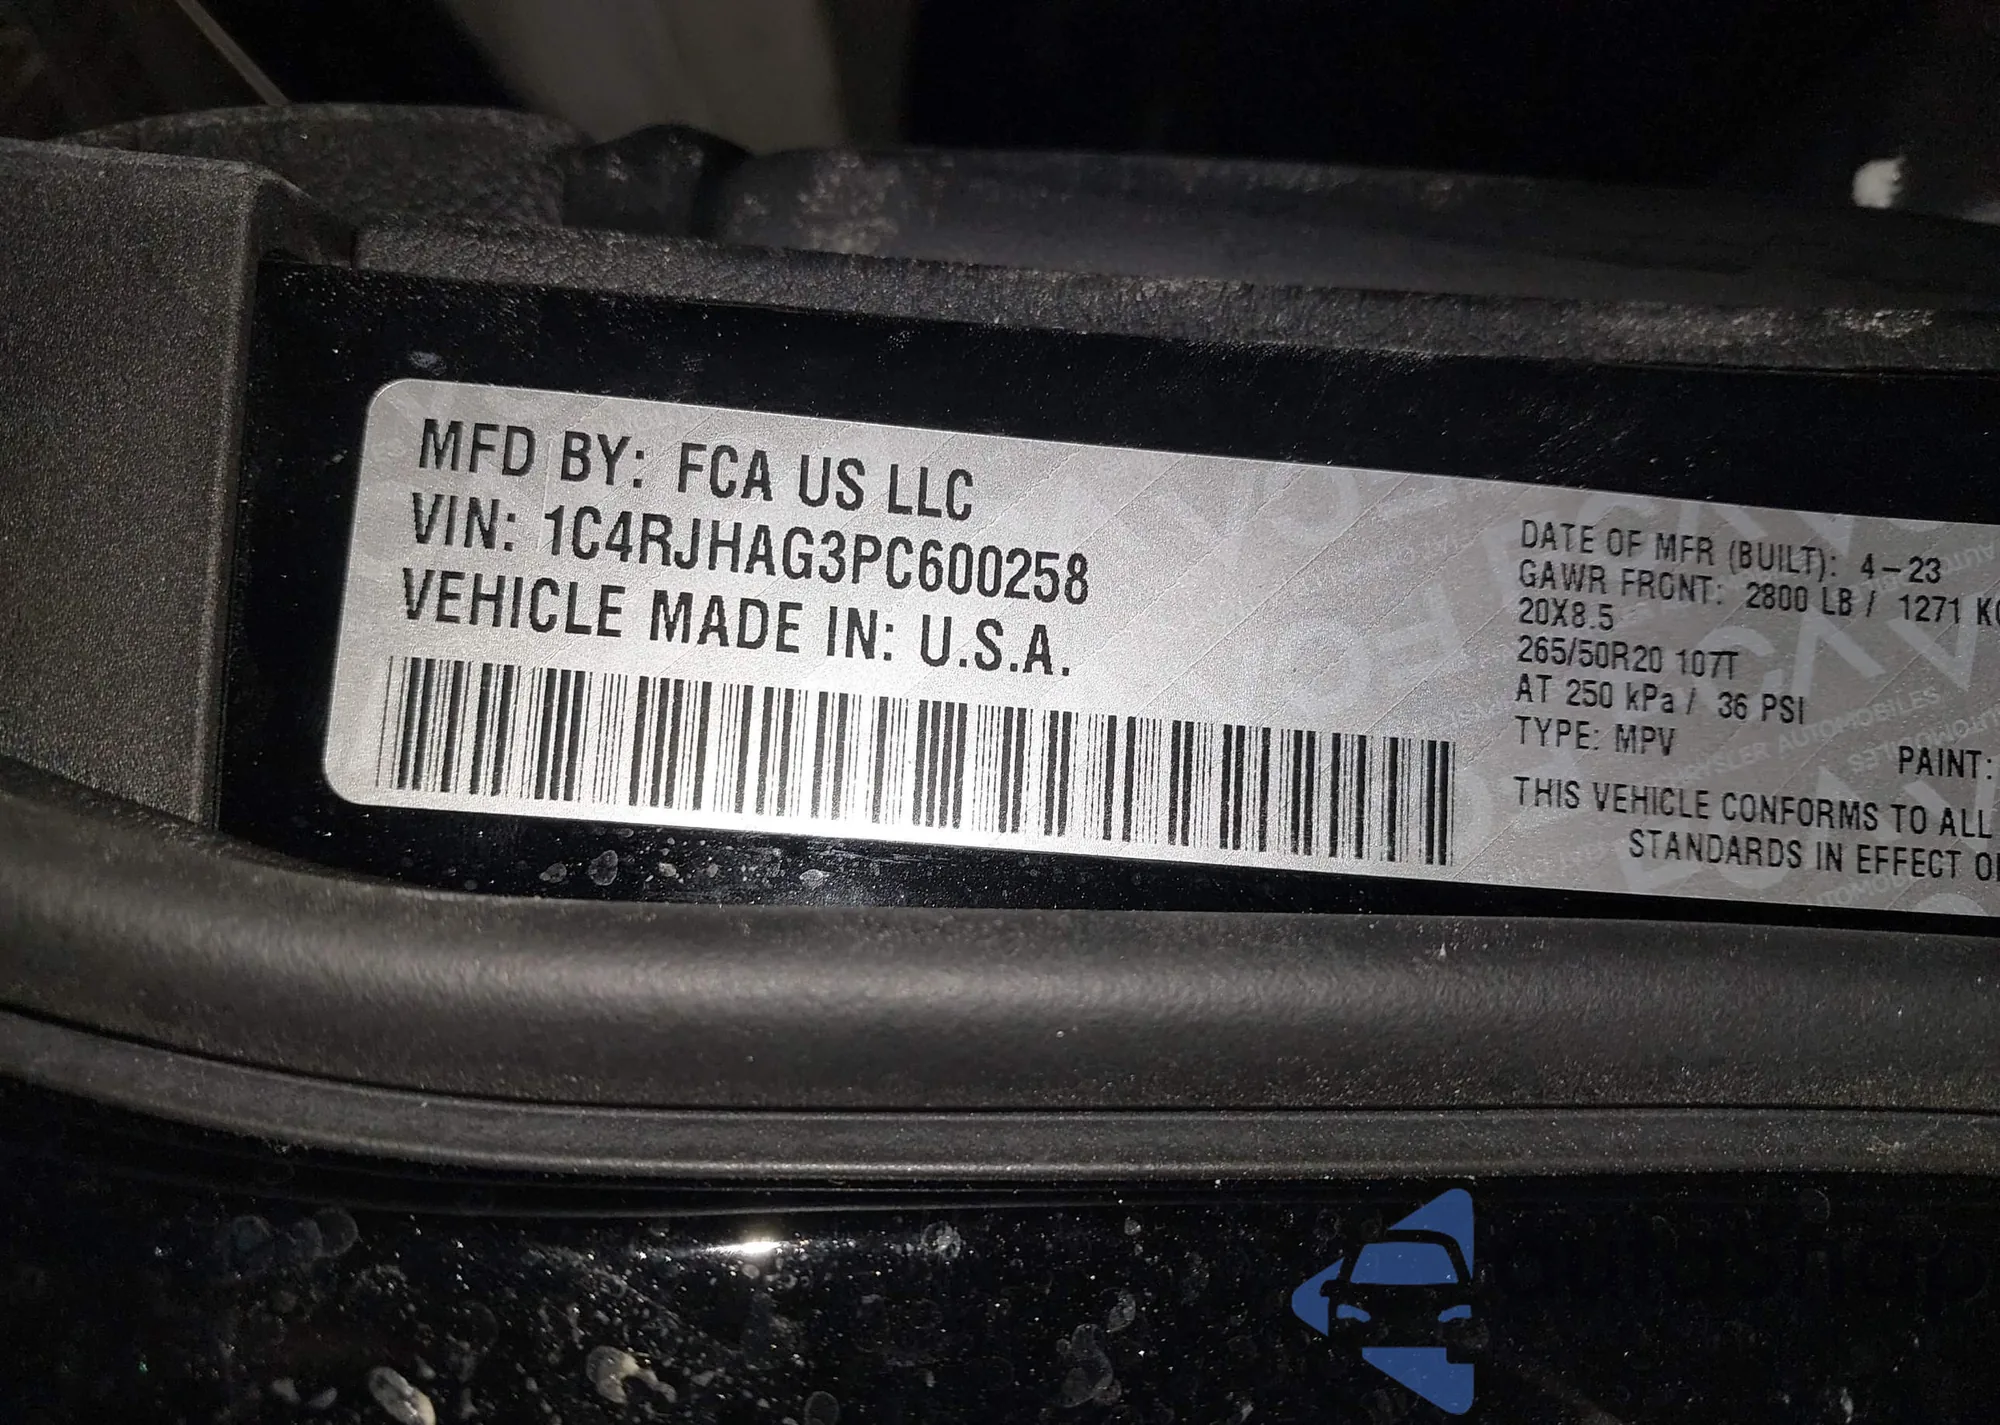 MFD BY: FCA US LLC
VIN: 1C4RJHAG3PC600258
VEHICLE MADE IN: U.S.A.
DATE OF MFR (BUILT): 4-23
GAWR FRONT: 2800 LB / 1271 KG
20X8.5
265/50R20 107T
AT 250 kPa / 36 PSI
TYPE: MPV
PAINT:
THIS VEHICLE CONFORMS TO ALL
STANDARDS IN EFFECT